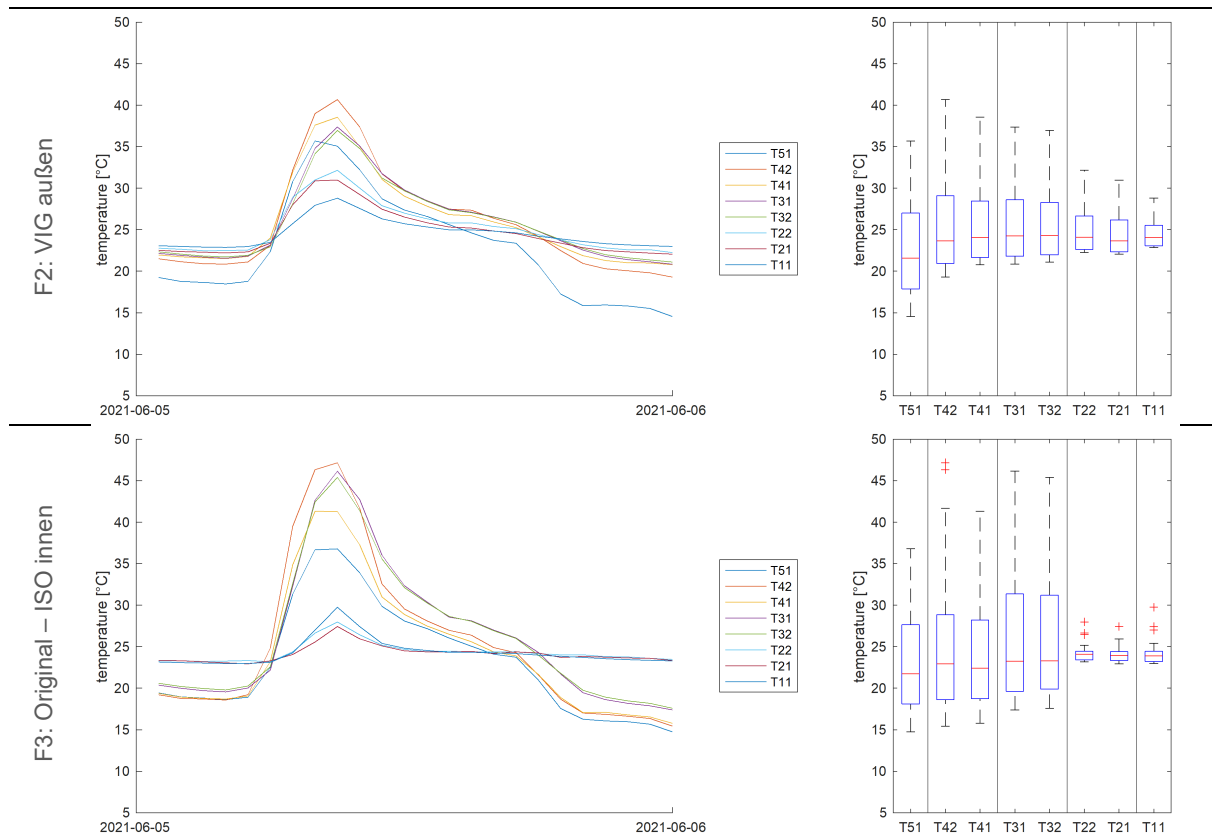 F2: VIG außen
temperature [°C]
50
45
40
35
30
25
20
15
10
5
2021-06-05
2021-06-06
T51
T42
T41
T31
T32
T22
T21
T11
temperature [°C]
50
45
40
35
30
25
20
15
10
5
T51 T42 T41 T31 T32 T22 T21 T11
F3: Original – ISO innen
temperature [°C]
50
45
40
35
30
25
20
15
10
5
2021-06-05
2021-06-06
T51
T42
T41
T31
T32
T22
T21
T11
temperature [°C]
50
45
40
35
30
25
20
15
10
5
T51 T42 T41 T31 T32 T22 T21 T11